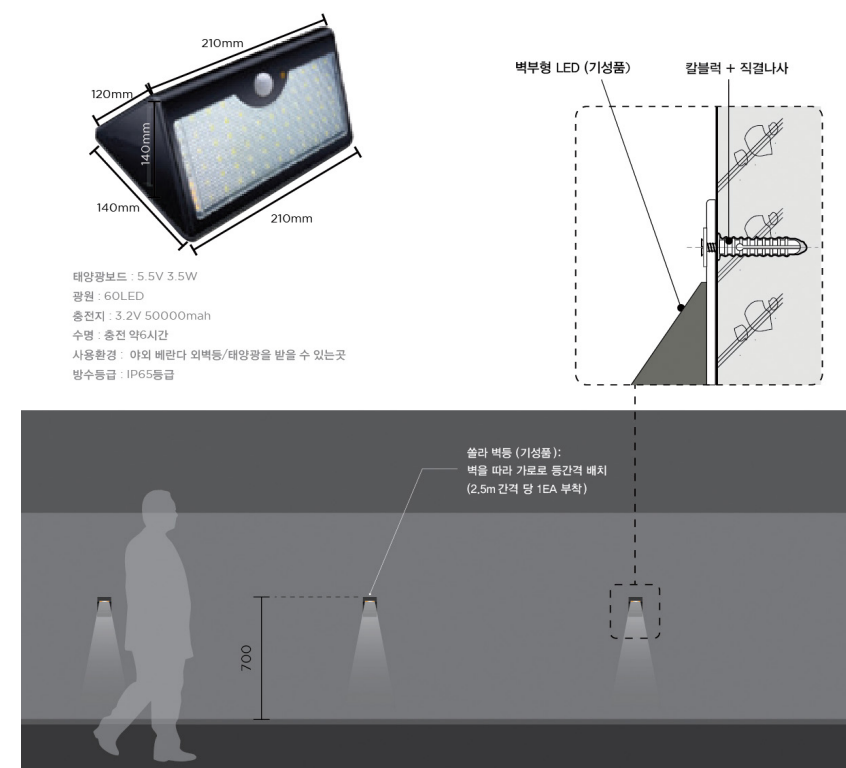 210mm
120mm
140mm
140mm
210mm
태양광보드 : 5.5V 3.5W
광원 : 60LED
충전지 : 3.2V 50000mah
수명 : 충전 약6시간
사용환경 : 야외 베란다 외벽등/태양광을 받을 수 있는곳
방수등급 : IP65등급
벽부형 LED (기성품)
칼블럭 + 직결나사
쏠라 벽등 (기성품):
벽을 따라 가로로 등간격 배치
(2.5m 간격 당 1EA 부착)
700